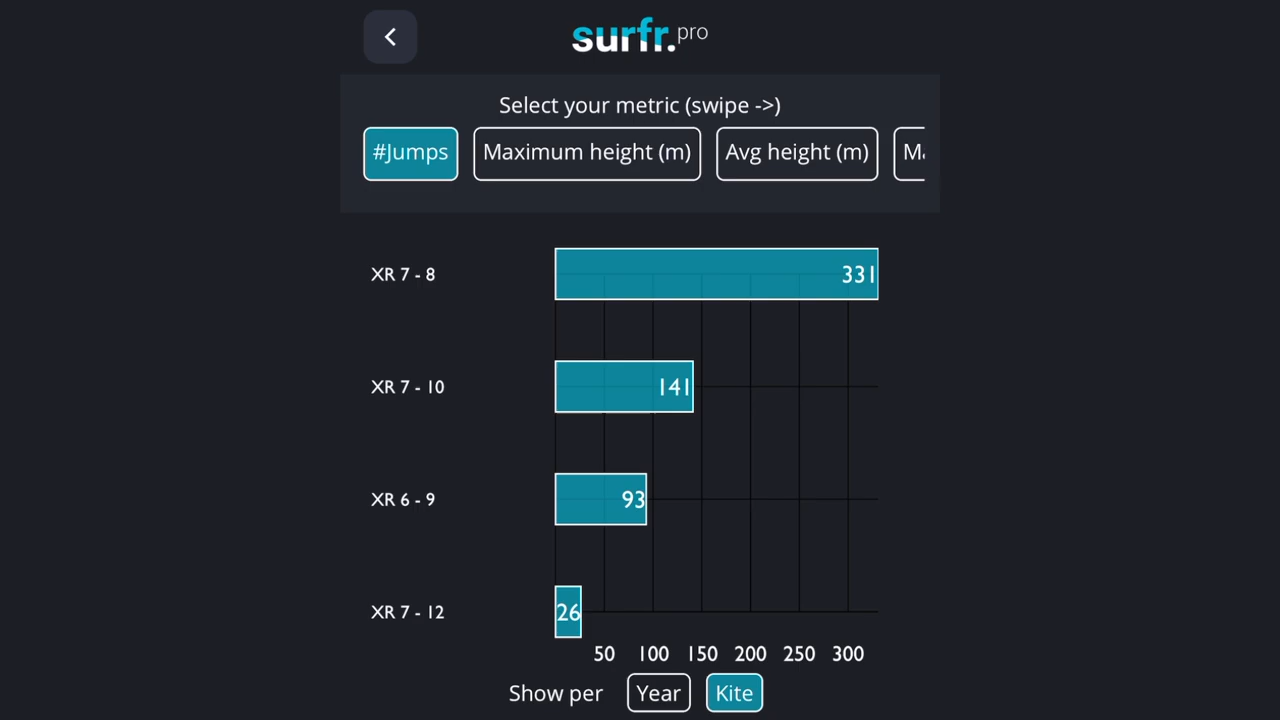 surfr.pro
Select your metric (swipe ->)
#Jumps Maximum height (m) Avg height (m)
XR 7 - 8 331
XR 7 - 10 141
XR 6 - 9 93
XR 7 - 12 26
50 100 150 200 250 300
Show per Year Kite